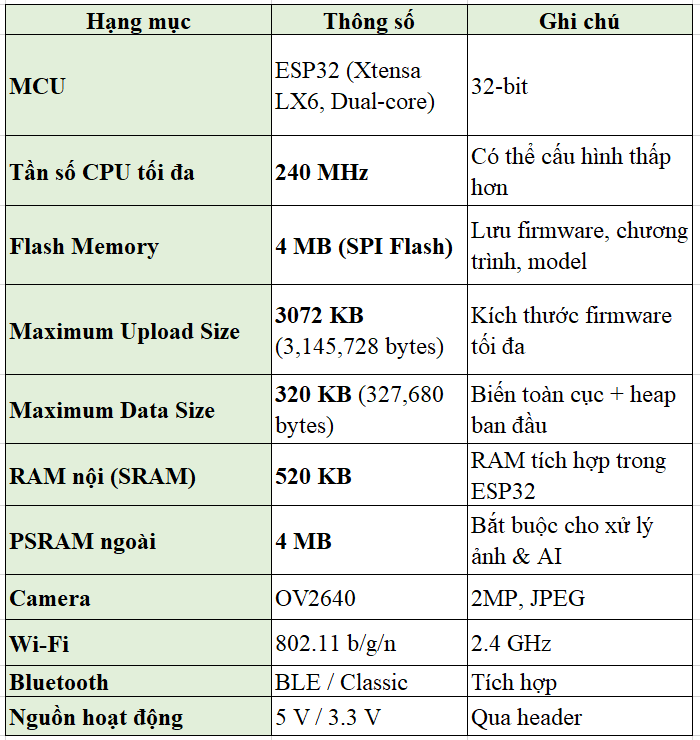 Hạng mục Thông số Ghi chú
MCU ESP32 (Xtensa LX6, Dual-core) 32-bit
Tần số CPU tối đa 240 MHz Có thể cấu hình thấp hơn
Flash Memory 4 MB (SPI Flash) Lưu firmware, chương trình, model
Maximum Upload Size 3072 KB (3,145,728 bytes) Kích thước firmware tối đa
Maximum Data Size 320 KB (327,680 bytes) Biến toàn cục + heap ban đầu
RAM nội (SRAM) 520 KB RAM tích hợp trong ESP32
PSRAM ngoài 4 MB Bắt buộc cho xử lý ảnh & AI
Camera OV2640 2MP, JPEG
Wi-Fi 802.11 b/g/n 2.4 GHz
Bluetooth BLE / Classic Tích hợp
Nguồn hoạt động 5 V / 3.3 V Qua header